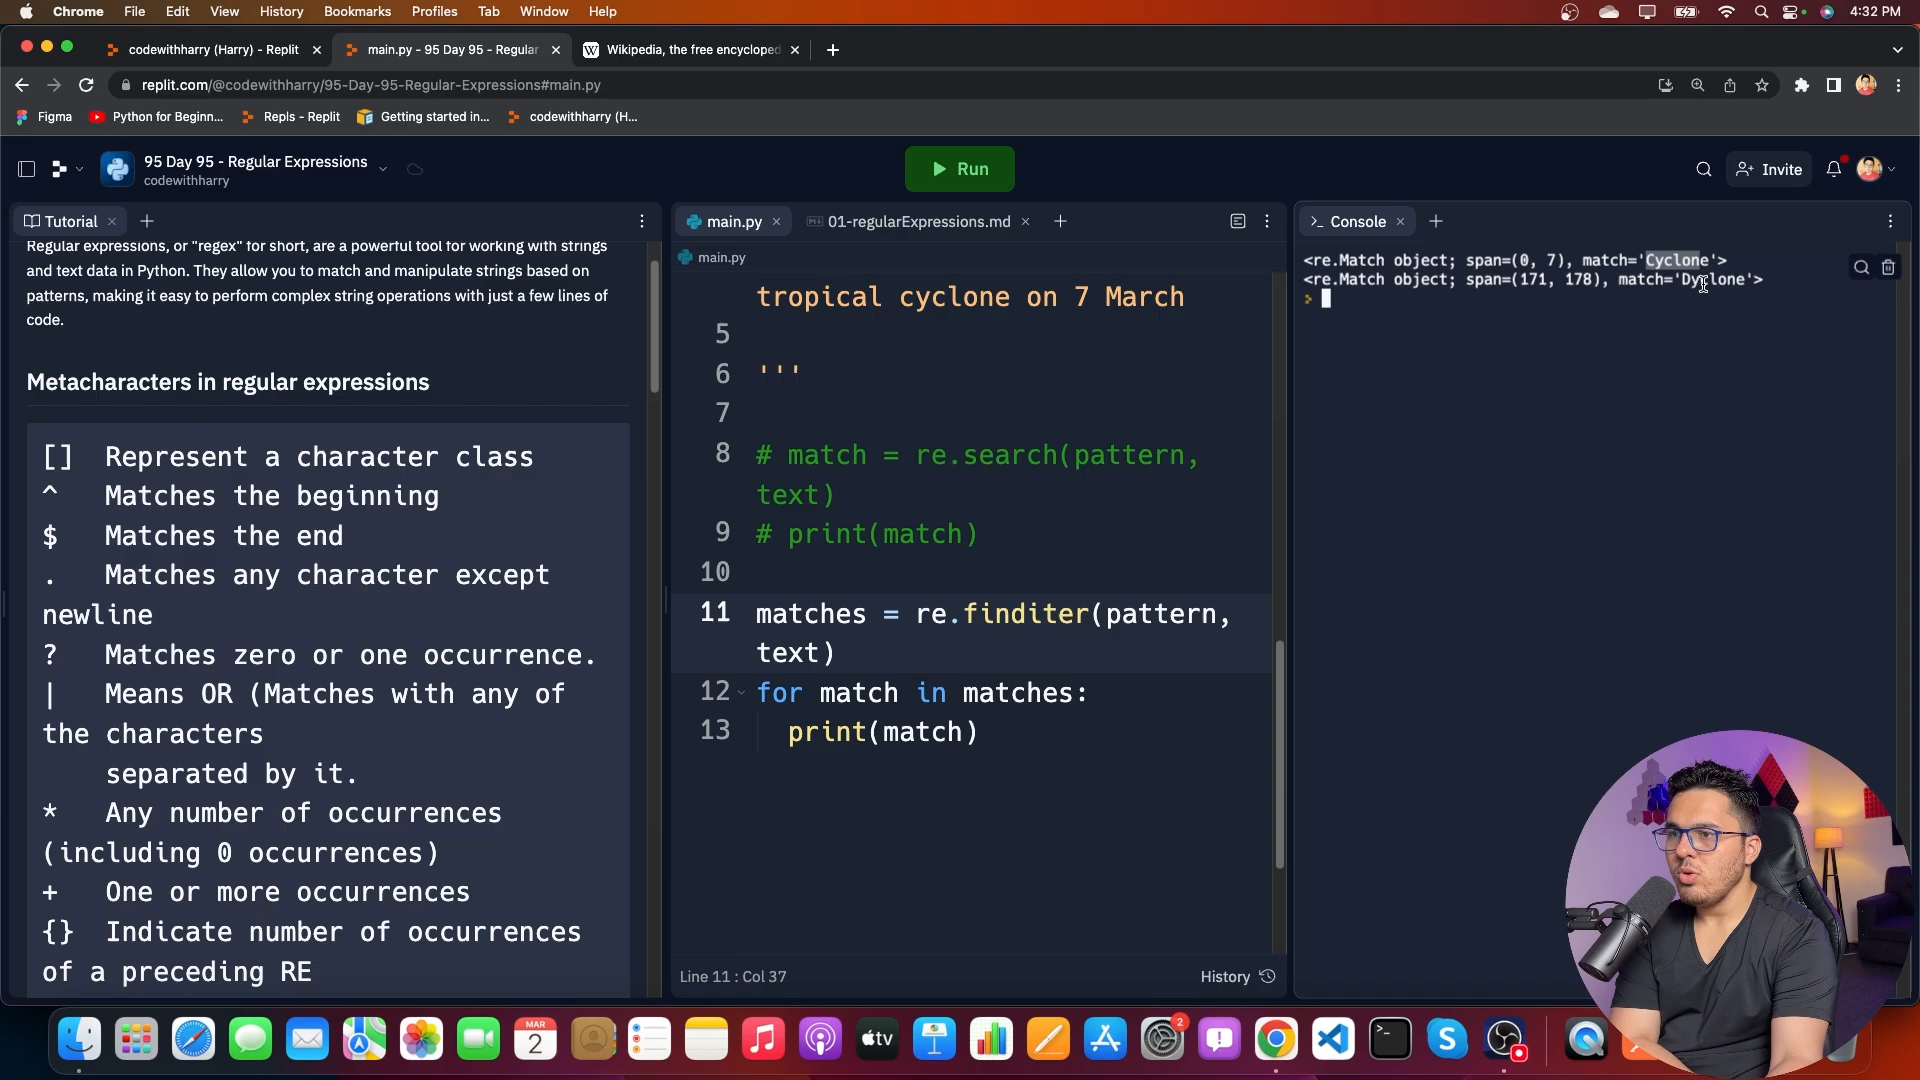 Chrome File Edit View History Bookmarks Profiles Tab Window Help 4:32 PM
codewithharry (Harry) - Replit main.py - 95 Day 95 - Regular Wikipedia, the free encycloped
replit.com/@codewithharry/95-Day-95-Regular-Expressions#main.py
Figma Python for Beginn... Repls - Replit Getting started in... codewithharry (H...
95 Day 95 - Regular Expressions
codewithharry
Run
Invite
Tutorial
Regular expressions, or "regex" for short, are a powerful tool for working with strings
and text data in Python. They allow you to match and manipulate strings based on
patterns, making it easy to perform complex string operations with just a few lines of
code.
Metacharacters in regular expressions
[] Represent a character class
^ Matches the beginning
$ Matches the end
. Matches any character except
newline
? Matches zero or one occurrence.
| Means OR (Matches with any of
the characters
separated by it.
* Any number of occurrences
(including 0 occurrences)
+ One or more occurrences
{} Indicate number of occurrences
of a preceding RE
main.py 01-regularExpressions.md
main.py
tropical cyclone on 7 March
5
6 '''
7
8 # match = re.search(pattern,
text)
9 # print(match)
10
11 matches = re.finditer(pattern,
text)
12 for match in matches:
13 print(match)
Line 11 : Col 37 History
Console
<re.Match object; span=(0, 7), match='Cyclone'>
<re.Match object; span=(171, 178), match='Dyclone'>
MAR
2
tv
2